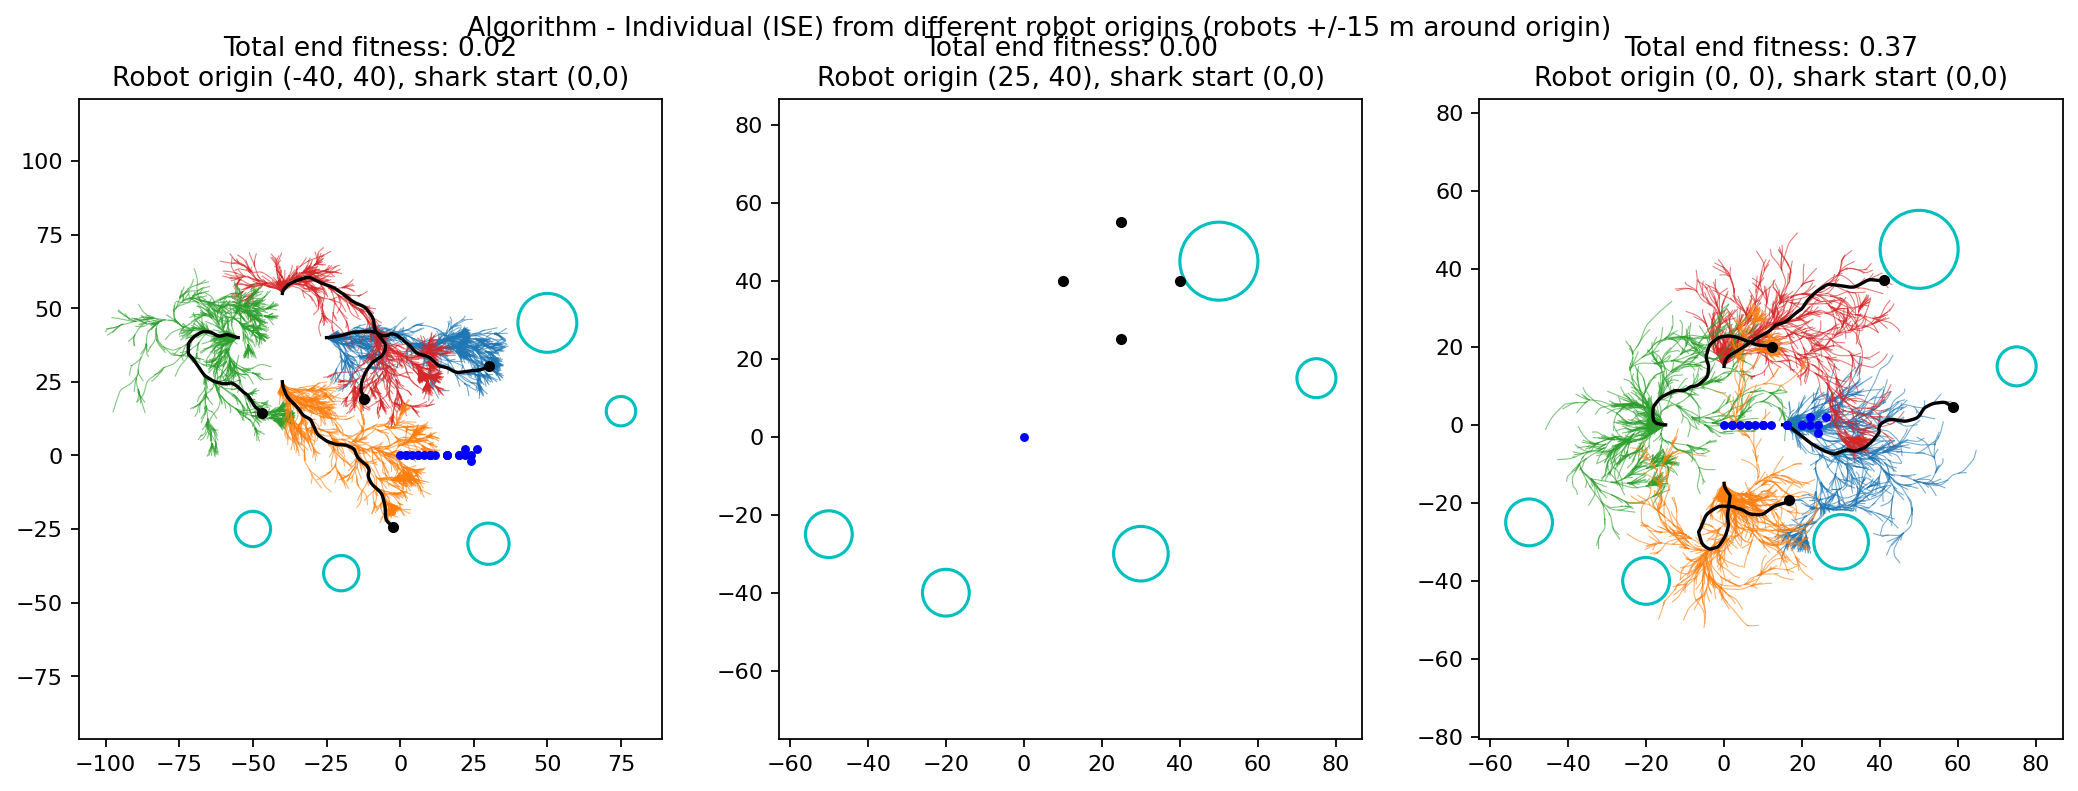 Algorithm - Individual (ISE) from different robot origins (robots +/-15 m around origin)
Total end fitness: 0.02
Robot origin (-40, 40), shark start (0,0)
100
75
50
25
0
−25
−50
−75
−100 −75 −50 −25 0 25 50 75
Total end fitness: 0.00
Robot origin (25, 40), shark start (0,0)
80
60
40
20
0
−20
−40
−60
−60 −40 −20 0 20 40 60 80
Total end fitness: 0.37
Robot origin (0, 0), shark start (0,0)
80
60
40
20
0
−20
−40
−60
−80
−60 −40 −20 0 20 40 60 80